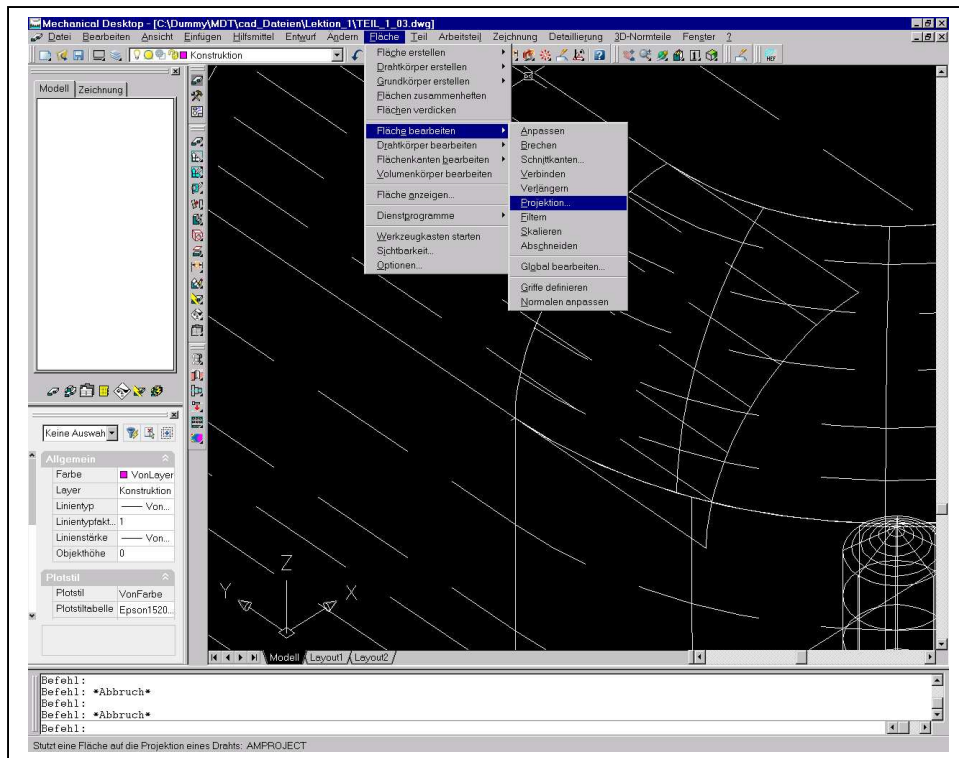 Mechanical Desktop - [C:\Dummy\MDT\cad_Dateien\Lektion_1\TEIL_1_03.dwg]
Datei Bearbeiten Ansicht Einfügen Hilfsmittel Entwurf Ändern Fläche Teil Arbeitsteil Zeichnung Detaillierung 3D-Normteile Fenster ?
Konstruktion
Modell Zeichnung
Fläche erstellen
Drahtkörper erstellen
Grundkörper erstellen
Flächen zusammenheften
Flächen verdicken
Fläche bearbeiten
Drahtkörper bearbeiten
Flächenkanten bearbeiten
Volumenkörper bearbeiten
Fläche anzeigen...
Dienstprogramme
Werkzeugkasten starten
Sichtbarkeit...
Optionen...
Anpassen
Brechen
Schnittkanten...
Verbinden
Verlängern
Projektion...
Filtern
Skalieren
Abschneiden
Global bearbeiten...
Griffe definieren
Normalen anpassen
Keine Auswah
Allgemein
Farbe VonLayer
Layer Konstruktion
Linientyp Von...
Linientypfakt... 1
Linienstärke Von...
Objekthöhe 0
Plotstil
Plotstil VonFarbe
Plotstiltabelle Epson1520...
Z
Y X
Modell Layout1 Layout2
Befehl:
Befehl: *Abbruch*
Befehl:
Befehl: *Abbruch*
Befehl:
Stutzt eine Fläche auf die Projektion eines Drahts: AMPROJECT